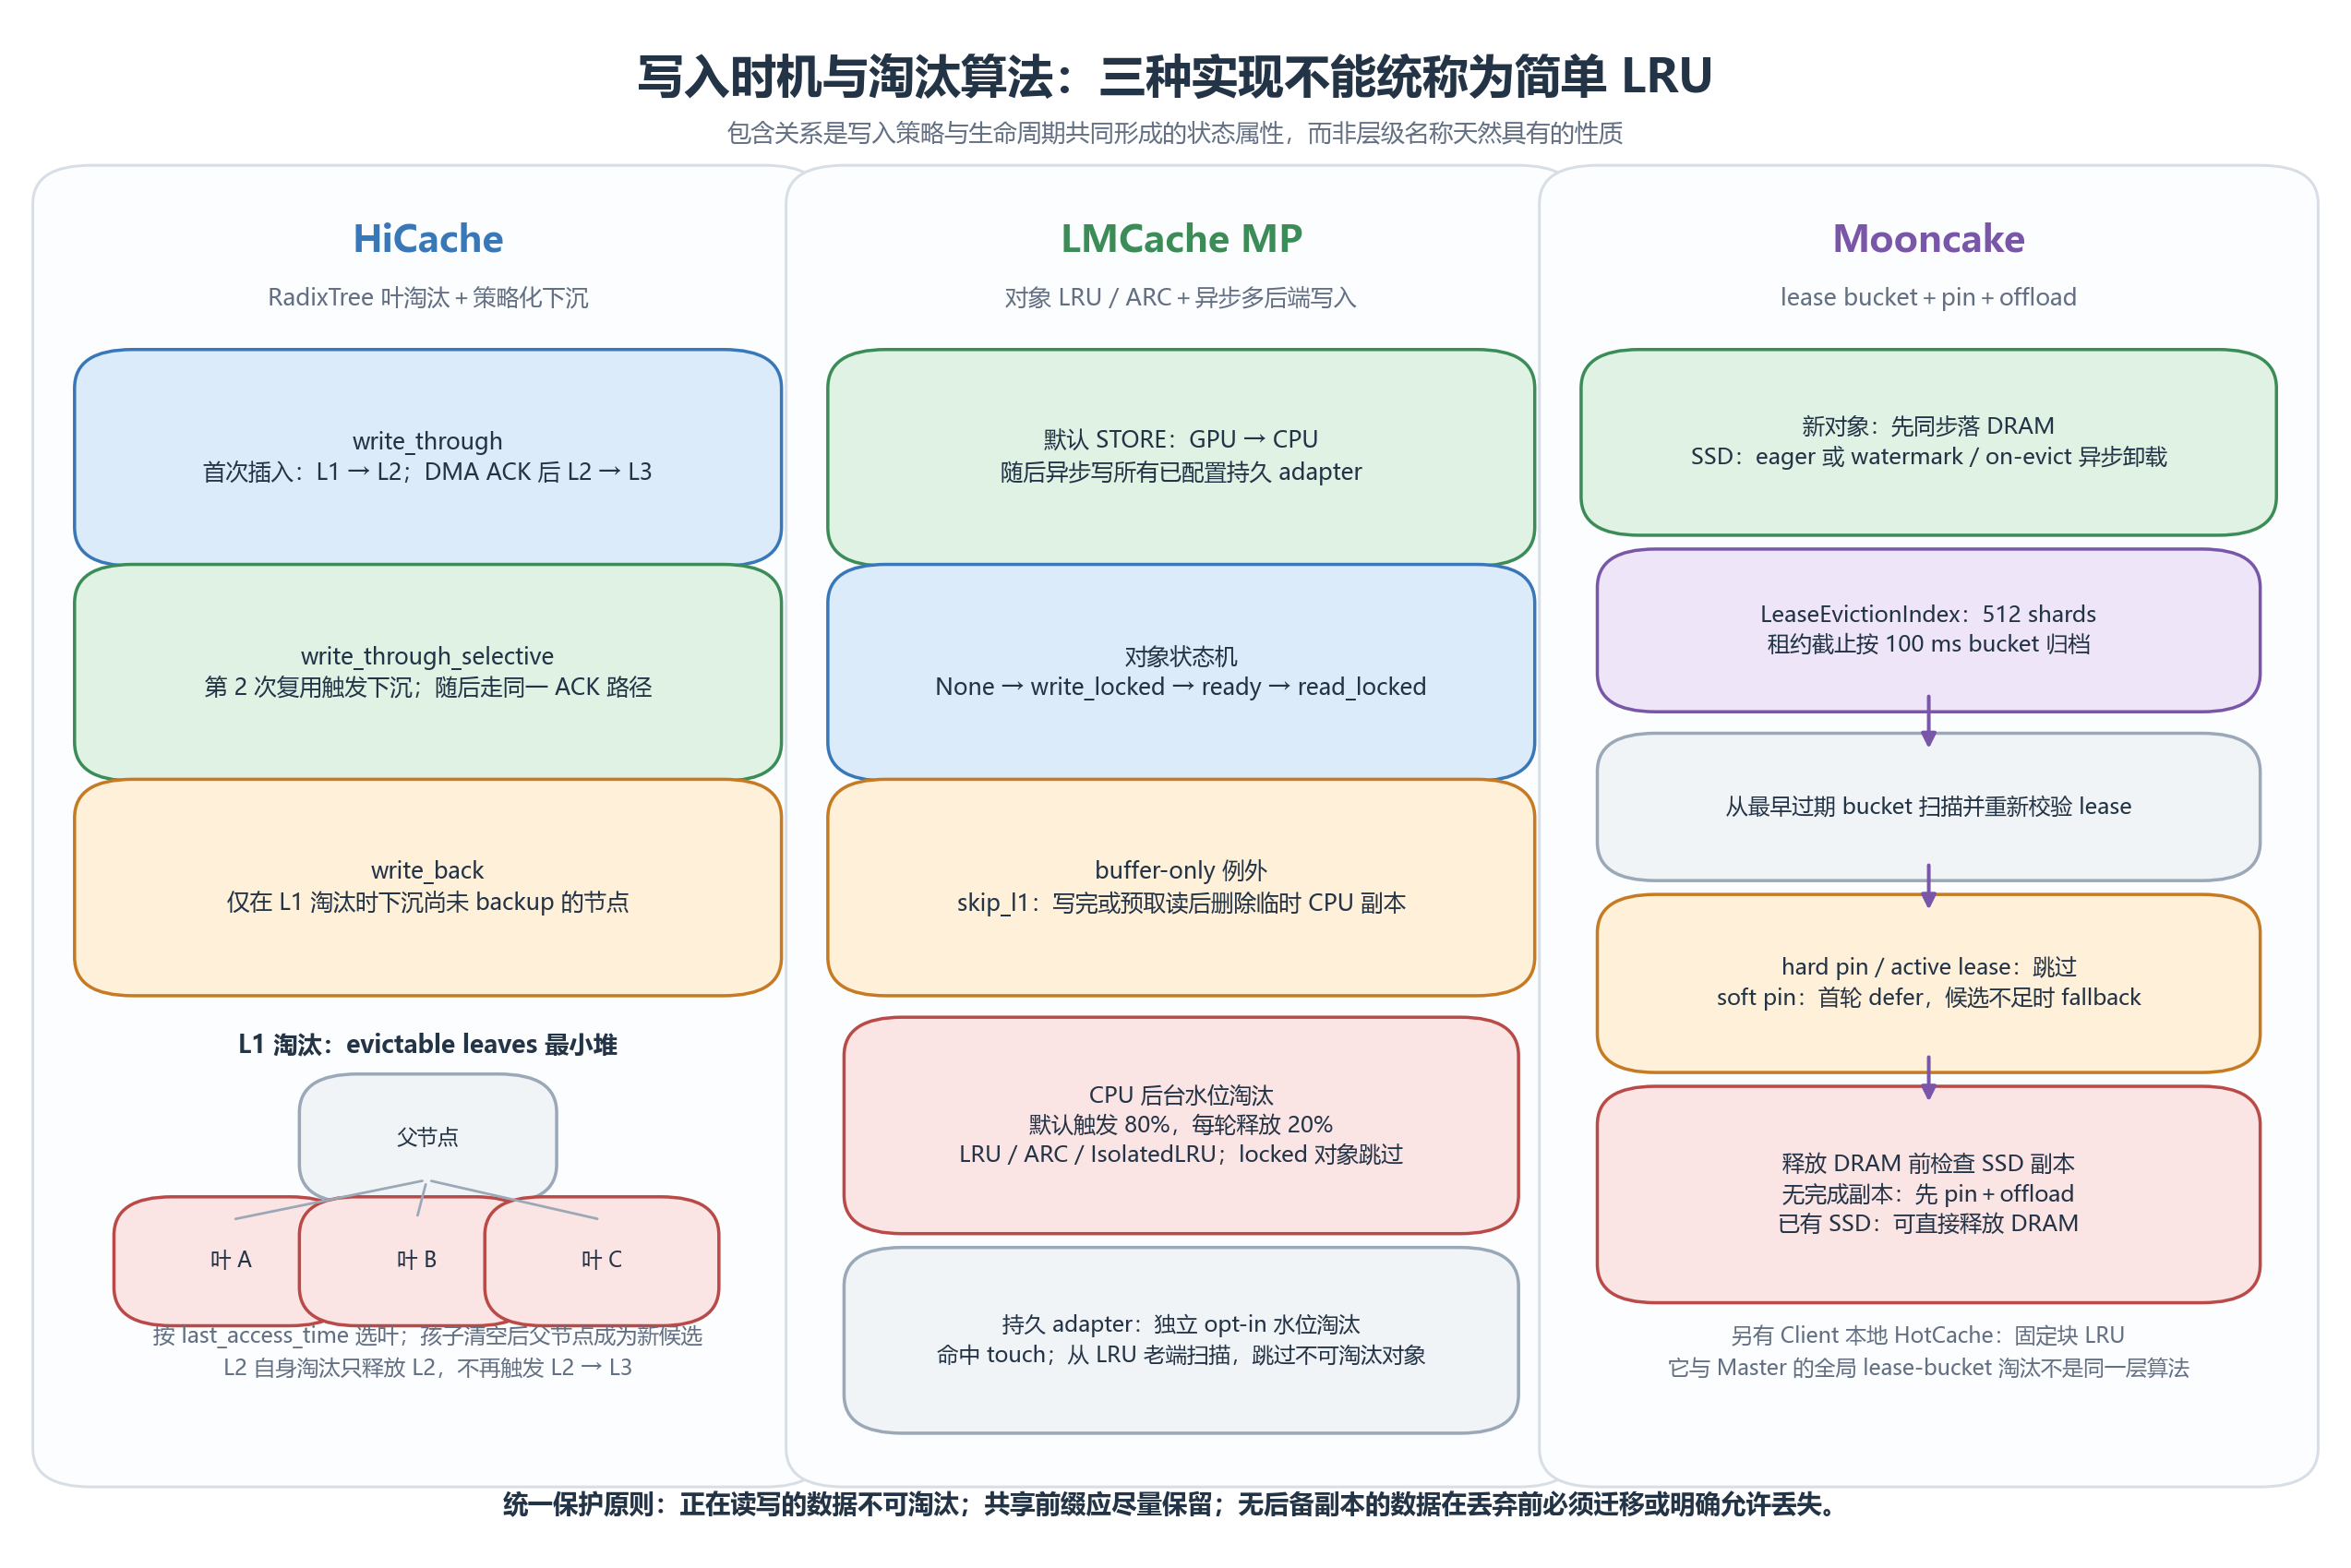 写入时机与淘汰算法：三种实现不能统称为简单 LRU
包含关系是写入策略与生命周期共同形成的状态属性，而非层级名称天然具有的性质
HiCache
RadixTree 叶淘汰 + 策略化下沉
write_through
首次插入：L1 → L2；DMA ACK 后 L2 → L3
write_through_selective
第 2 次复用触发下沉；随后走同一 ACK 路径
write_back
仅在 L1 淘汰时下沉尚未 backup 的节点
L1 淘汰：evictable leaves 最小堆
父节点
叶 A
叶 B
叶 C
按 last_access_time 选叶；孩子清空后父节点成为新候选
L2 自身淘汰只释放 L2，不再触发 L2 → L3
LMCache MP
对象 LRU / ARC + 异步多后端写入
默认 STORE：GPU → CPU
随后异步写所有已配置持久 adapter
对象状态机
None → write_locked → ready → read_locked
buffer-only 例外
skip_l1：写完或预取读后删除临时 CPU 副本
CPU 后台水位淘汰
默认触发 80%，每轮释放 20%
LRU / ARC / IsolatedLRU；locked 对象跳过
持久 adapter：独立 opt-in 水位淘汰
命中 touch；从 LRU 老端扫描，跳过不可淘汰对象
Mooncake
lease bucket + pin + offload
新对象：先同步落 DRAM
SSD：eager 或 watermark / on-evict 异步卸载
LeaseEvictionIndex：512 shards
租约截止按 100 ms bucket 归档
从最早过期 bucket 扫描并重新校验 lease
hard pin / active lease：跳过
soft pin：首轮 defer，候选不足时 fallback
释放 DRAM 前检查 SSD 副本
无完成副本：先 pin + offload
已有 SSD：可直接释放 DRAM
另有 Client 本地 HotCache：固定块 LRU
它与 Master 的全局 lease-bucket 淘汰不是同一层算法
统一保护原则：正在读写的数据不可淘汰；共享前缀应尽量保留；无后备副本的数据在丢弃前必须迁移或明确允许丢失。